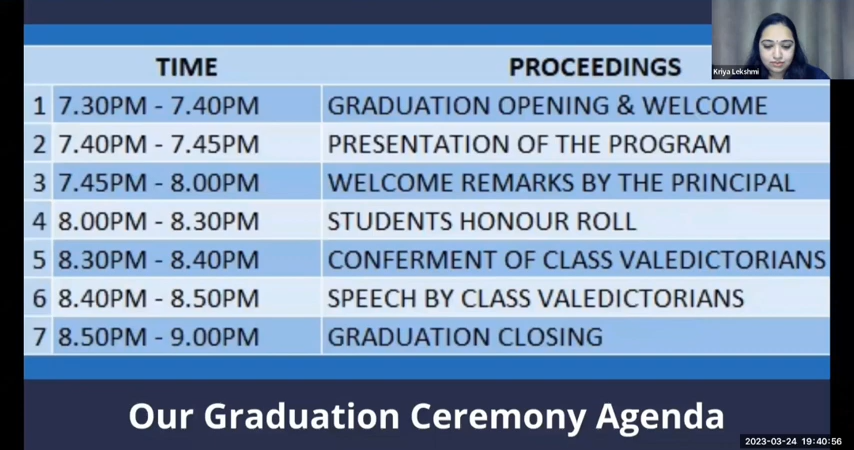 TIME PROCEEDINGS
Kriya Lekshmi
1 7.30PM - 7.40PM GRADUATION OPENING & WELCOME
2 7.40PM - 7.45PM PRESENTATION OF THE PROGRAM
3 7.45PM - 8.00PM WELCOME REMARKS BY THE PRINCIPAL
4 8.00PM - 8.30PM STUDENTS HONOUR ROLL
5 8.30PM - 8.40PM CONFERMENT OF CLASS VALEDICTORIANS
6 8.40PM - 8.50PM SPEECH BY CLASS VALEDICTORIANS
7 8.50PM - 9.00PM GRADUATION CLOSING
Our Graduation Ceremony Agenda
2023-03-24 19:40:56